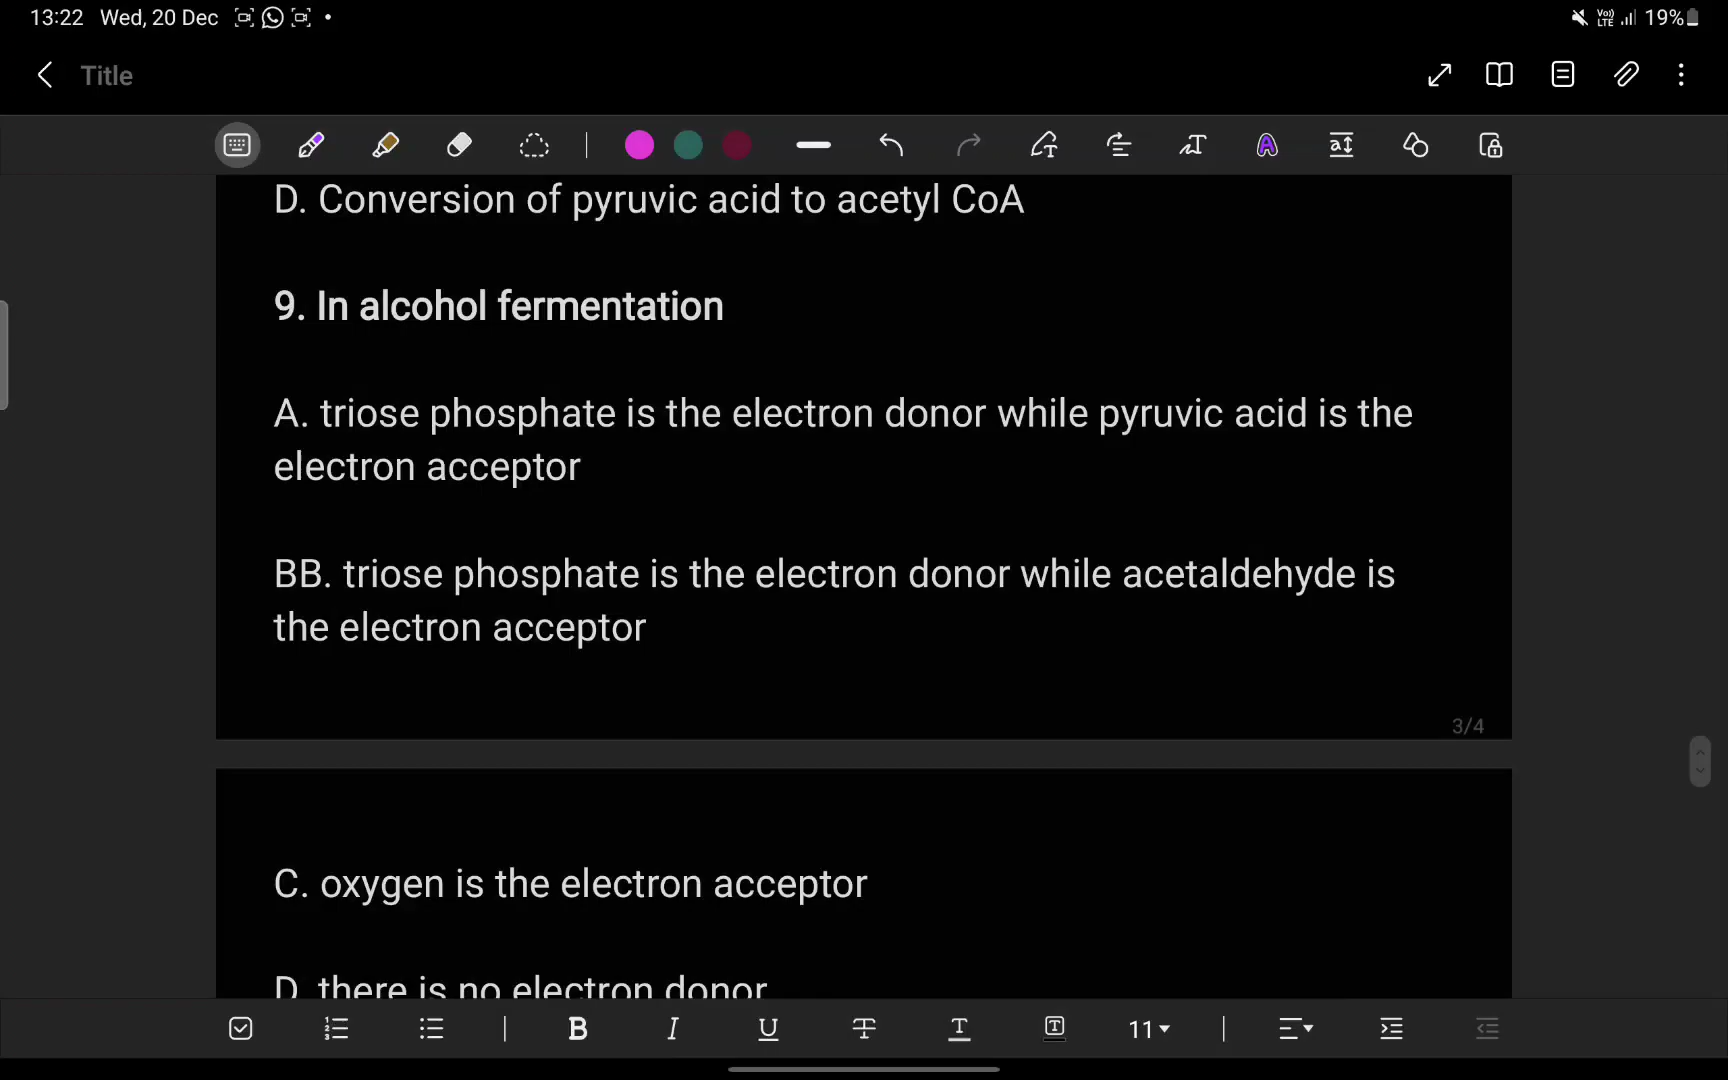 13:22 Wed, 20 Dec
Vo)) LTE 19%
Title
D. Conversion of pyruvic acid to acetyl CoA
9. In alcohol fermentation
A. triose phosphate is the electron donor while pyruvic acid is the
electron acceptor
BB. triose phosphate is the electron donor while acetaldehyde is
the electron acceptor
3/4
C. oxygen is the electron acceptor
D. there is no electron donor
B I U T T T 11